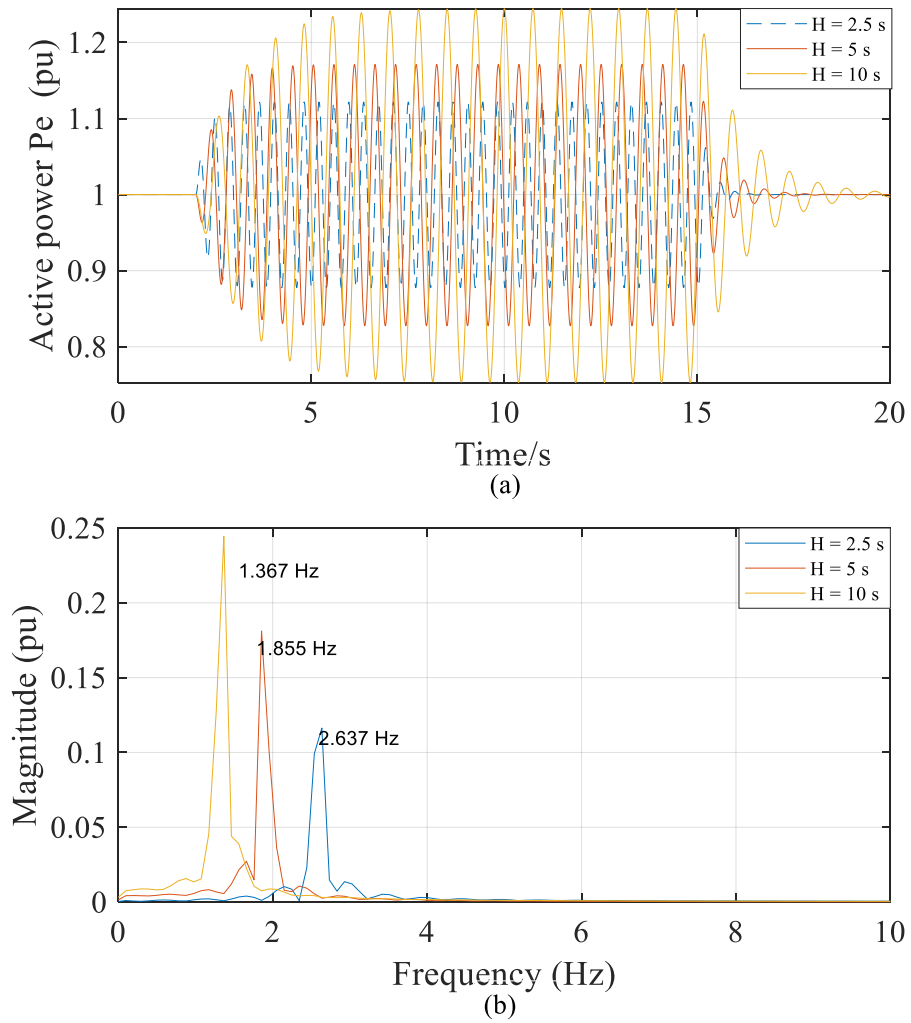 Active power Pe (pu)
1.2
1.1
1
0.9
0.8
H = 2.5 s
H = 5 s
H = 10 s
0
5
10
15
20
Time/s
(a)
Magnitude (pu)
0.25
0.2
0.15
0.1
0.05
0
H = 2.5 s
H = 5 s
H = 10 s
1.367 Hz
1.855 Hz
2.637 Hz
0
2
4
6
8
10
Frequency (Hz)
(b)